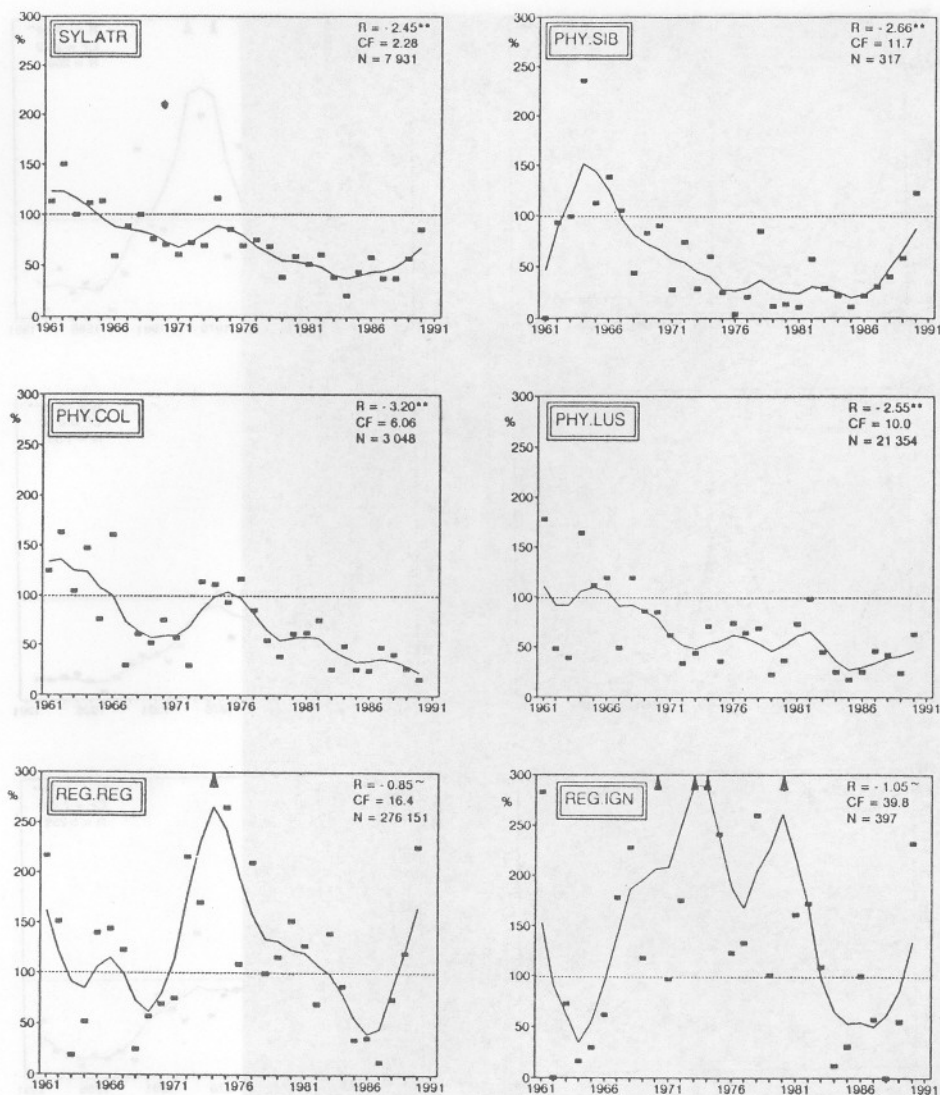 300
%
SYL.ATR
R = - 2.45**
CF = 2.28
N = 7 931
250
200
150
100
50
0
1961 1966 1971 1976 1981 1986 1991
300
%
PHY.SIB
R = - 2.66**
CF = 11.7
N = 317
250
200
150
100
50
0
1961 1966 1971 1976 1981 1986 1991
300
%
PHY.COL
R = - 3.20**
CF = 6.06
N = 3 048
250
200
150
100
50
0
1961 1966 1971 1976 1981 1986 1991
300
%
PHY.LUS
R = - 2.55**
CF = 10.0
N = 21 354
250
200
150
100
50
0
1961 1966 1971 1976 1981 1986 1991
300
%
REG.REG
R = - 0.85~
CF = 16.4
N = 276 151
250
200
150
100
50
0
1961 1966 1971 1976 1981 1986 1991
300
%
REG.IGN
R = - 1.05~
CF = 39.8
N = 397
250
200
150
100
50
0
1961 1966 1971 1976 1981 1986 1991